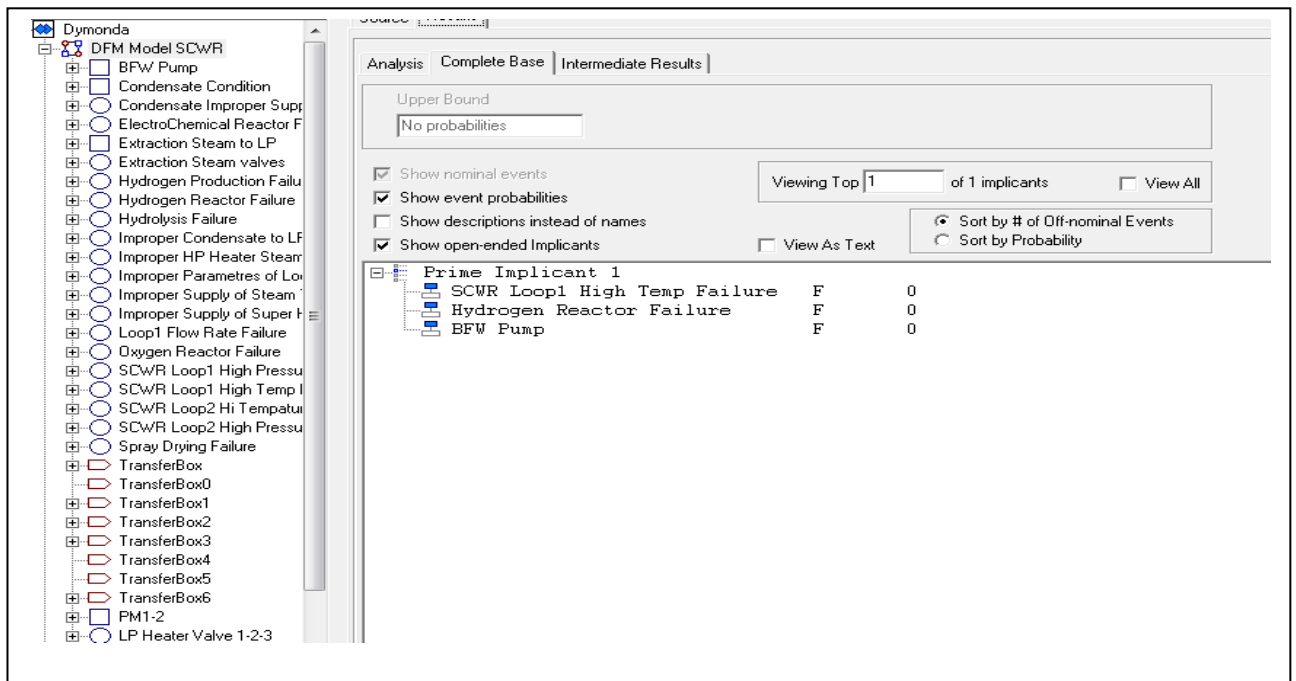 Dymonda
DFM Model SCWR
BFW Pump
Condensate Condition
Condensate Improper Supp
ElectroChemical Reactor F
Extraction Steam to LP
Extraction Steam valves
Hydrogen Production Failu
Hydrogen Reactor Failure
Hydrolysis Failure
Improper Condensate to LF
Improper HP Heater Steam
Improper Parametres of Lo
Improper Supply of Steam
Improper Supply of Super H
Loop1 Flow Rate Failure
Oxygen Reactor Failure
SCWR Loop1 High Pressu
SCWR Loop1 High Temp
SCWR Loop2 Hi Tempatu
SCWR Loop2 High Pressu
Spray Drying Failure
TransferBox
TransferBox0
TransferBox1
TransferBox2
TransferBox3
TransferBox4
TransferBox5
TransferBox6
PM1-2
LP Heater Valve 1-2-3
Analysis Complete Base Intermediate Results
Upper Bound
No probabilities
Show nominal events
Show event probabilities
Show descriptions instead of names
Show open-ended Implicants
Viewing Top 1 of 1 implicants View All
Sort by # of Off-nominal Events
Sort by Probability
View As Text
Prime Implicant 1
SCWR Loop1 High Temp Failure F 0
Hydrogen Reactor Failure F 0
BFW Pump F 0